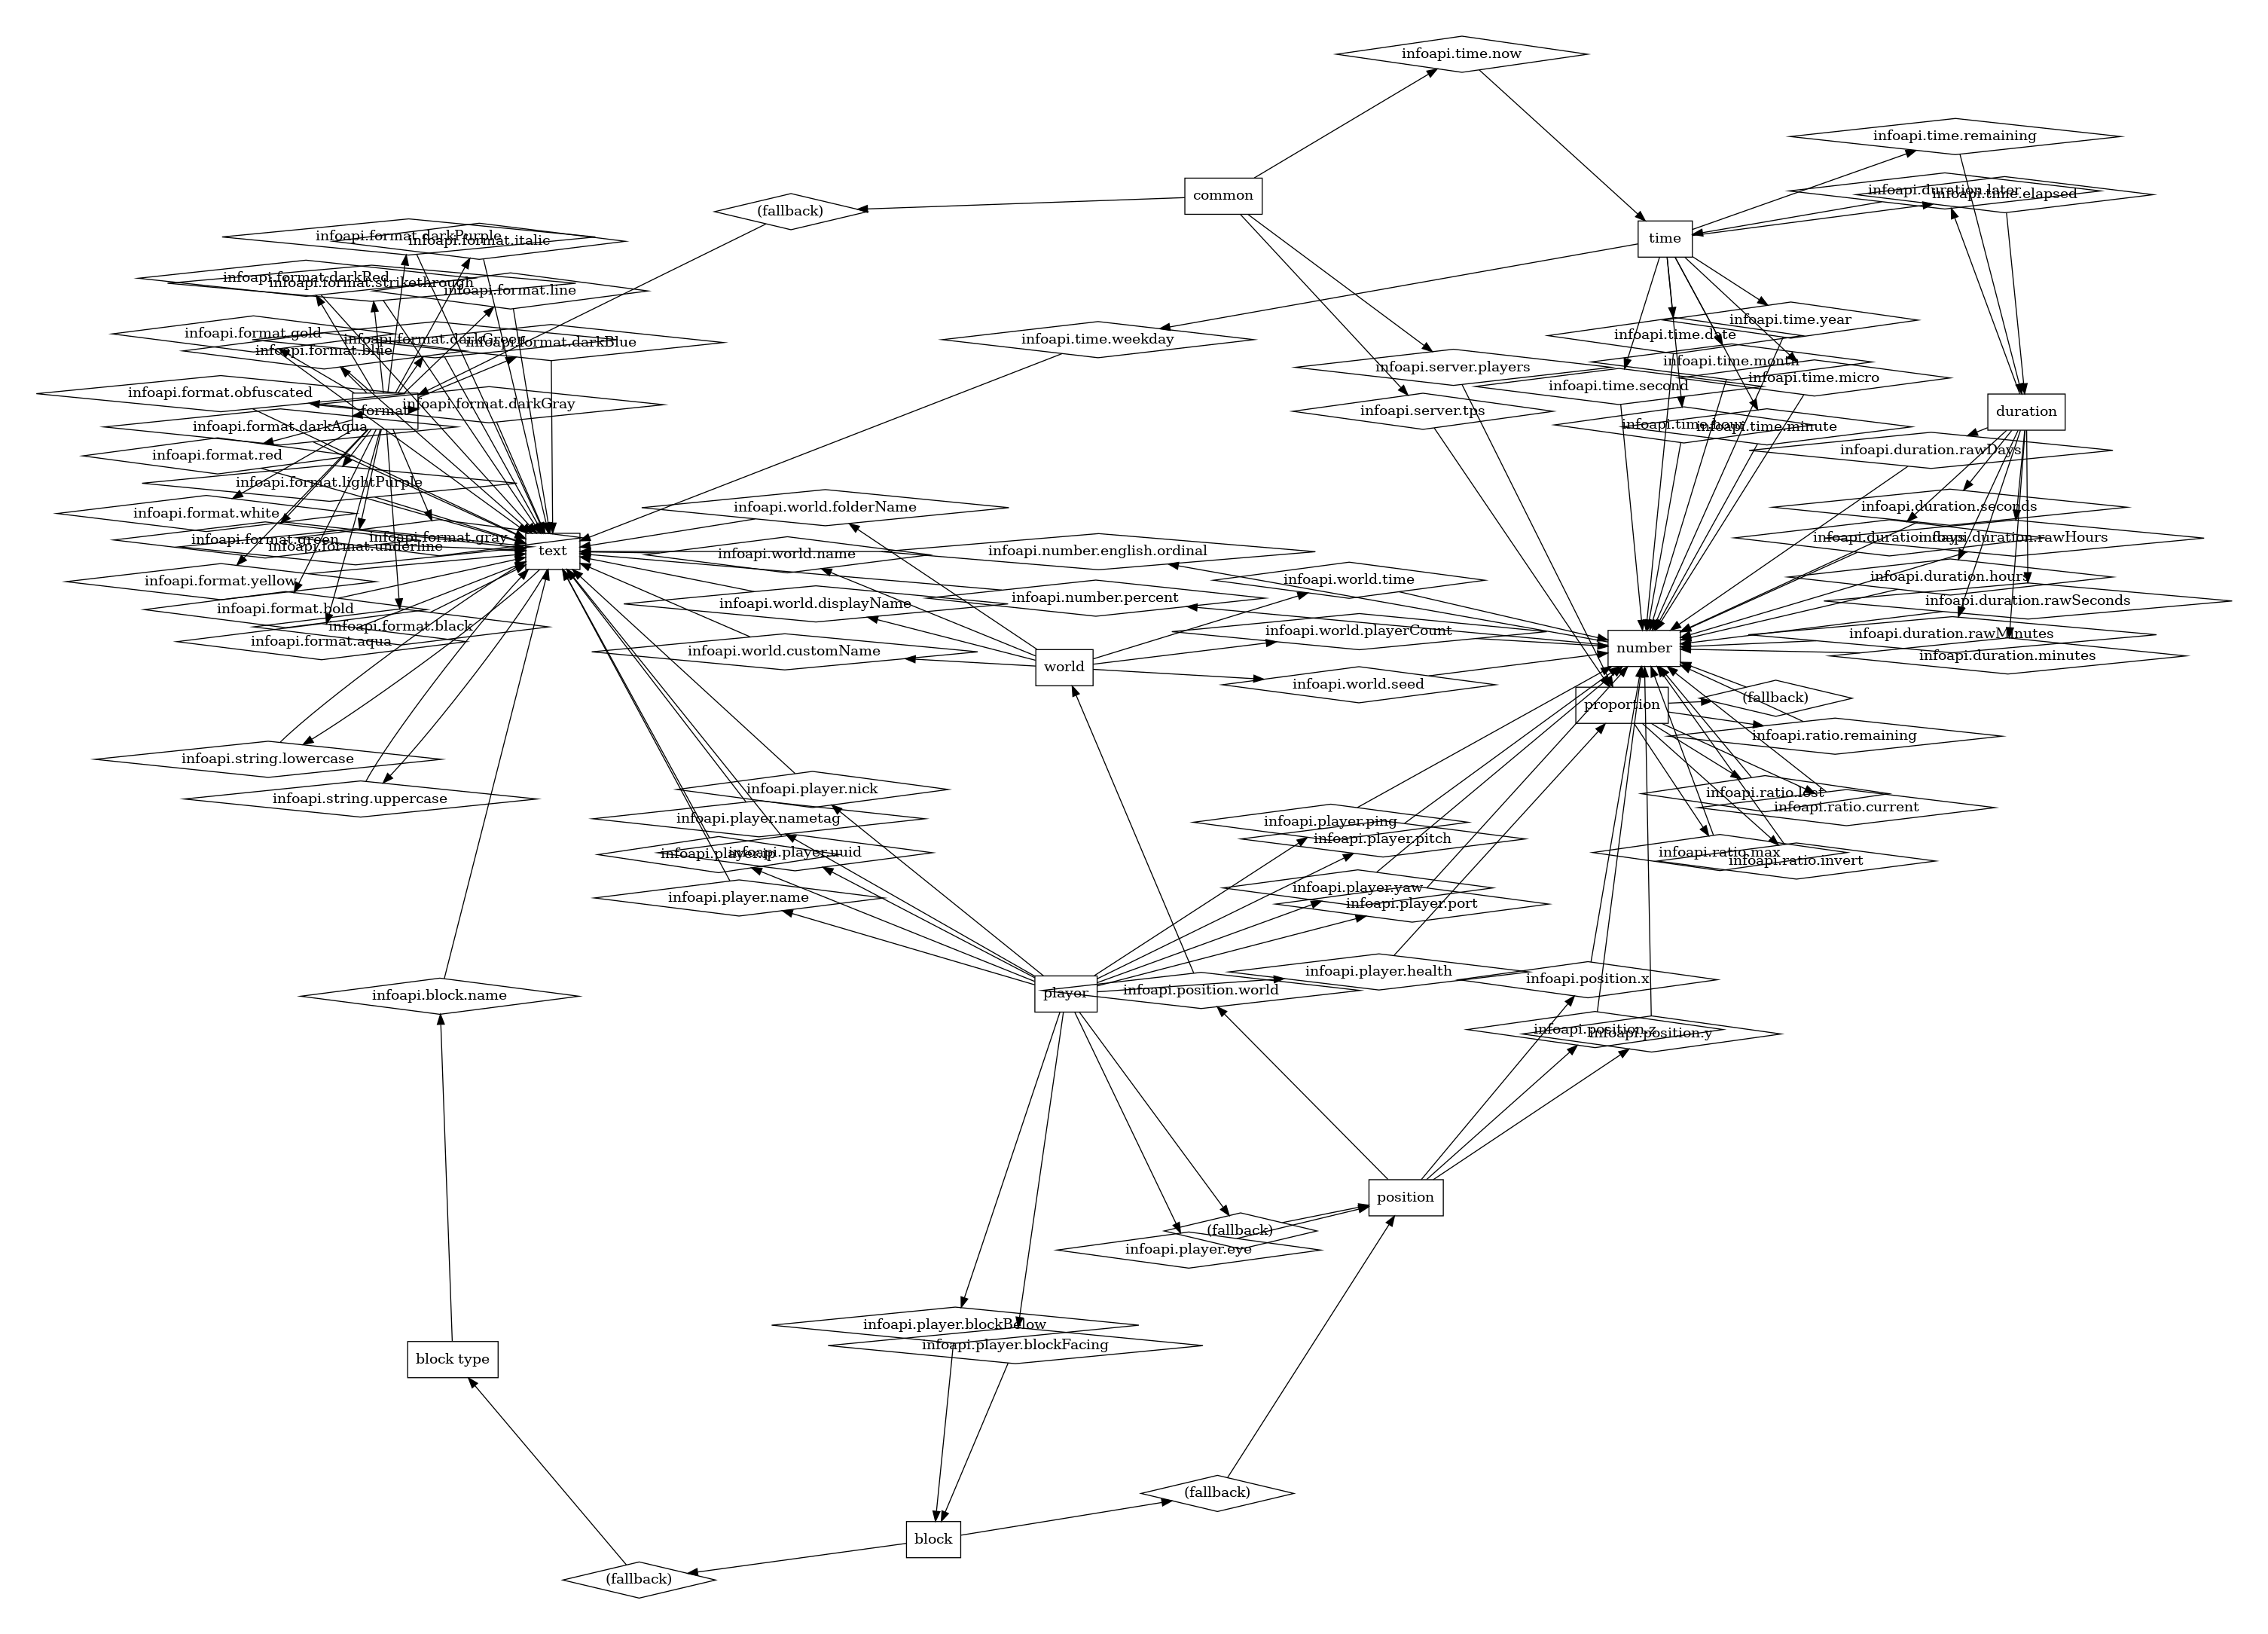 infoapi.time.now
infoapi.time.remaining
common
(fallback)
infoapi.duration.later
infoapi.time.elapsed
time
infoapi.format.darkPurple
infoapi.format.italic
infoapi.format.darkRed
infoapi.format.strikethrough
infoapi.format.line
infoapi.format.gold
infoapi.format.blue
infoapi.format.darkGreen
infoapi.format.darkBlue
infoapi.time.weekday
infoapi.time.year
infoapi.time.date
infoapi.time.month
infoapi.server.players
infoapi.time.micro
infoapi.time.second
infoapi.format.obfuscated
infoapi.format.darkGray
format
infoapi.server.tps
duration
infoapi.format.darkAqua
infoapi.time.hour
infoapi.time.minute
infoapi.format.red
infoapi.duration.rawDays
infoapi.format.lightPurple
infoapi.format.white
infoapi.world.folderName
infoapi.duration.seconds
infoapi.format.green
infoapi.format.underline
infoapi.format.gray
infoapi.duration.days
infoapi.duration.rawHours
text
infoapi.world.name
infoapi.number.english.ordinal
infoapi.format.yellow
infoapi.world.time
infoapi.duration.hours
infoapi.format.bold
infoapi.world.displayName
infoapi.number.percent
infoapi.duration.rawSeconds
infoapi.format.black
infoapi.format.aqua
infoapi.world.playerCount
infoapi.duration.rawMinutes
infoapi.world.customName
number
infoapi.duration.minutes
world
infoapi.world.seed
proportion
(fallback)
infoapi.ratio.remaining
infoapi.string.lowercase
infoapi.string.uppercase
infoapi.player.nick
infoapi.ratio.lost
infoapi.ratio.current
infoapi.player.nametag
infoapi.player.ping
infoapi.player.pitch
infoapi.player.ip
infoapi.player.uuid
infoapi.ratio.max
infoapi.ratio.invert
infoapi.player.name
infoapi.player.yaw
infoapi.player.port
infoapi.block.name
player
infoapi.position.world
infoapi.player.health
infoapi.position.x
infoapi.position.z
infoapi.position.y
position
(fallback)
infoapi.player.eye
infoapi.player.blockBelow
infoapi.player.blockFacing
block type
(fallback)
block
(fallback)